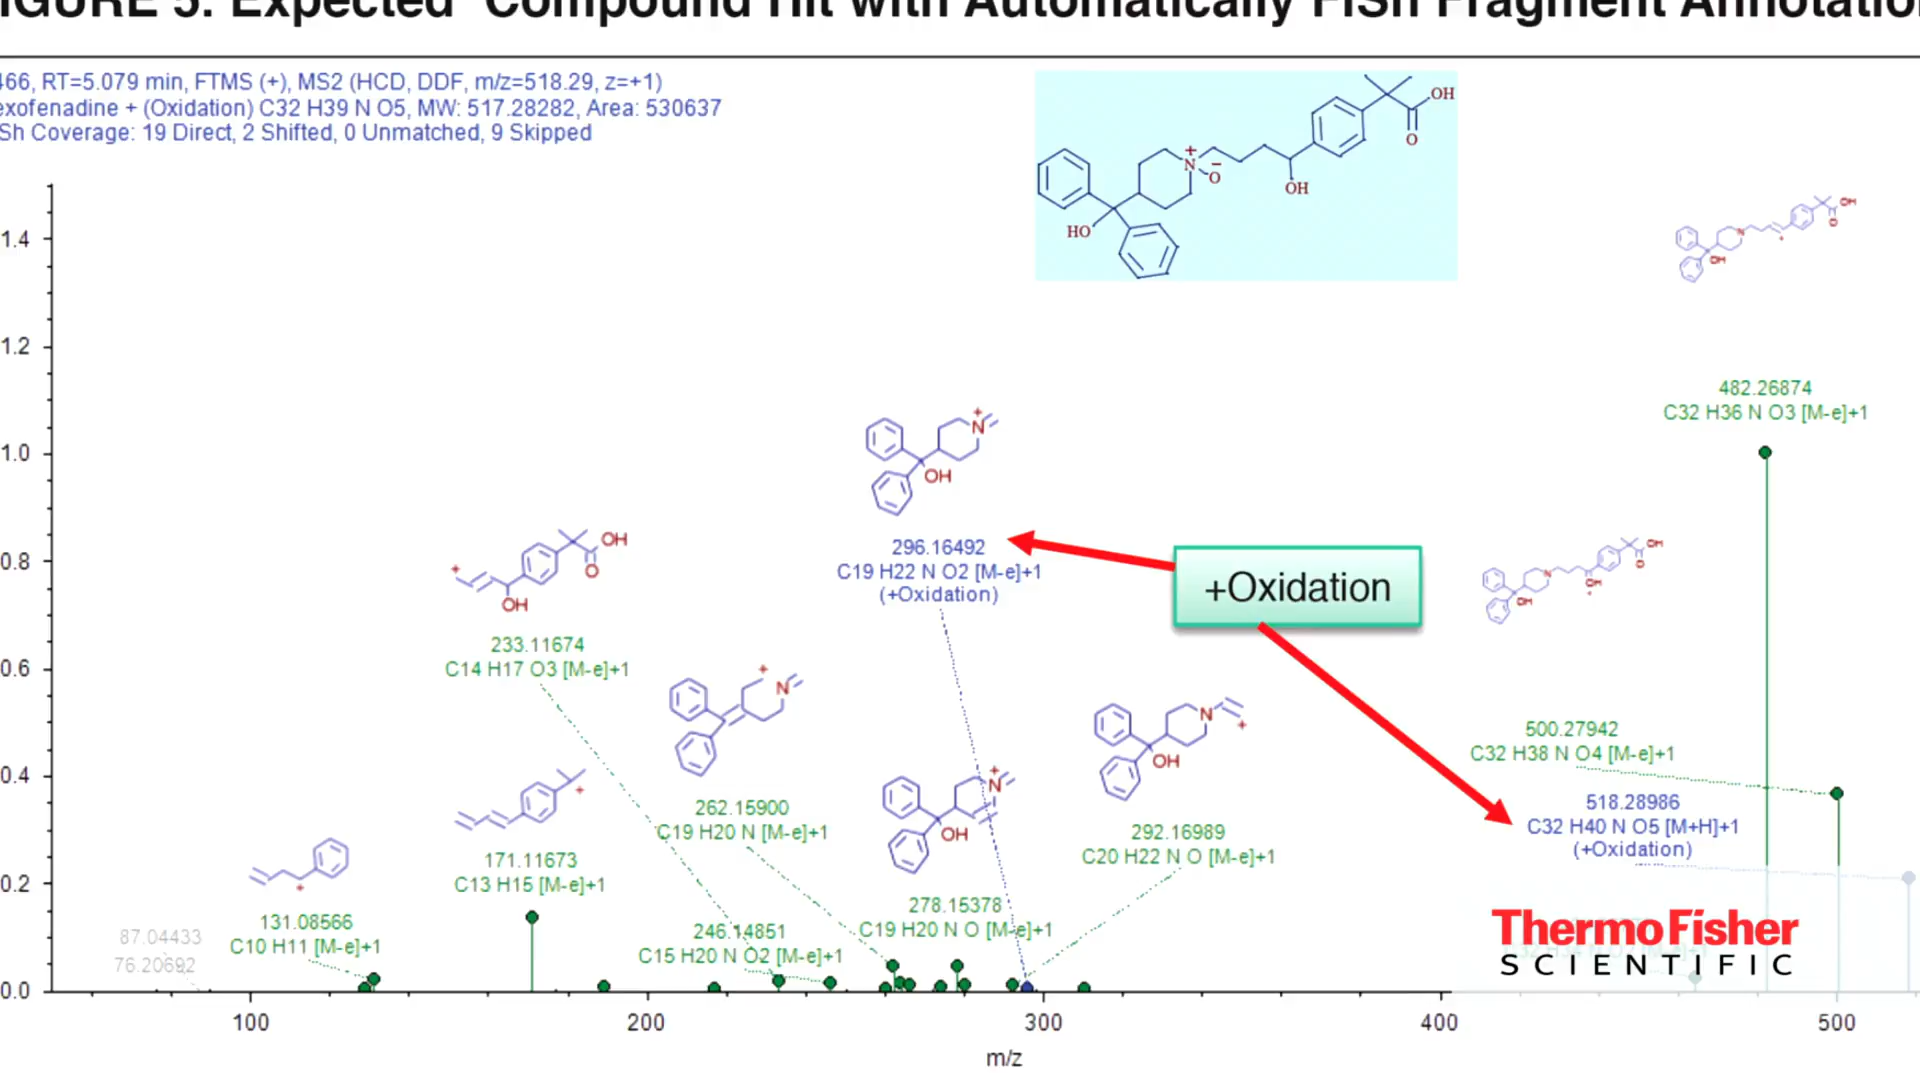 IGURE 5. Expected Compound Hit with Automatically FISh Fragment Annotation
466, RT=5.079 min, FTMS (+), MS2 (HCD, DDF, m/z=518.29, z=+1)
exofenadine + (Oxidation) C32 H39 N O5, MW: 517.28282, Area: 530637
Sh Coverage: 19 Direct, 2 Shifted, 0 Unmatched, 9 Skipped
OH
O
N
+
−
O
OH
HO
OH
O
N
OH
1.4
1.2
1.0
0.8
0.6
0.4
0.2
0.0
482.26874
C32 H36 N O3 [M-e]+1
N
+
OH
296.16492
C19 H22 N O2 [M-e]+1
(+Oxidation)
+Oxidation
OH
O
N
OH
OH
OH
O
OH
+
233.11674
C14 H17 O3 [M-e]+1
+
N
262.15900
C19 H20 N [M-e]+1
N
+
OH
292.16989
C20 H22 N O [M-e]+1
500.27942
C32 H38 N O4 [M-e]+1
518.28986
C32 H40 N O5 [M+H]+1
(+Oxidation)
+
N
OH
278.15378
C19 H20 N O [M-e]+1
+
171.11673
C13 H15 [M-e]+1
+
131.08566
C10 H11 [M-e]+1
246.14851
C15 H20 N O2 [M-e]+1
87.04433
76.20692
ThermoFisher
SCIENTIFIC
100
200
300
400
500
m/z